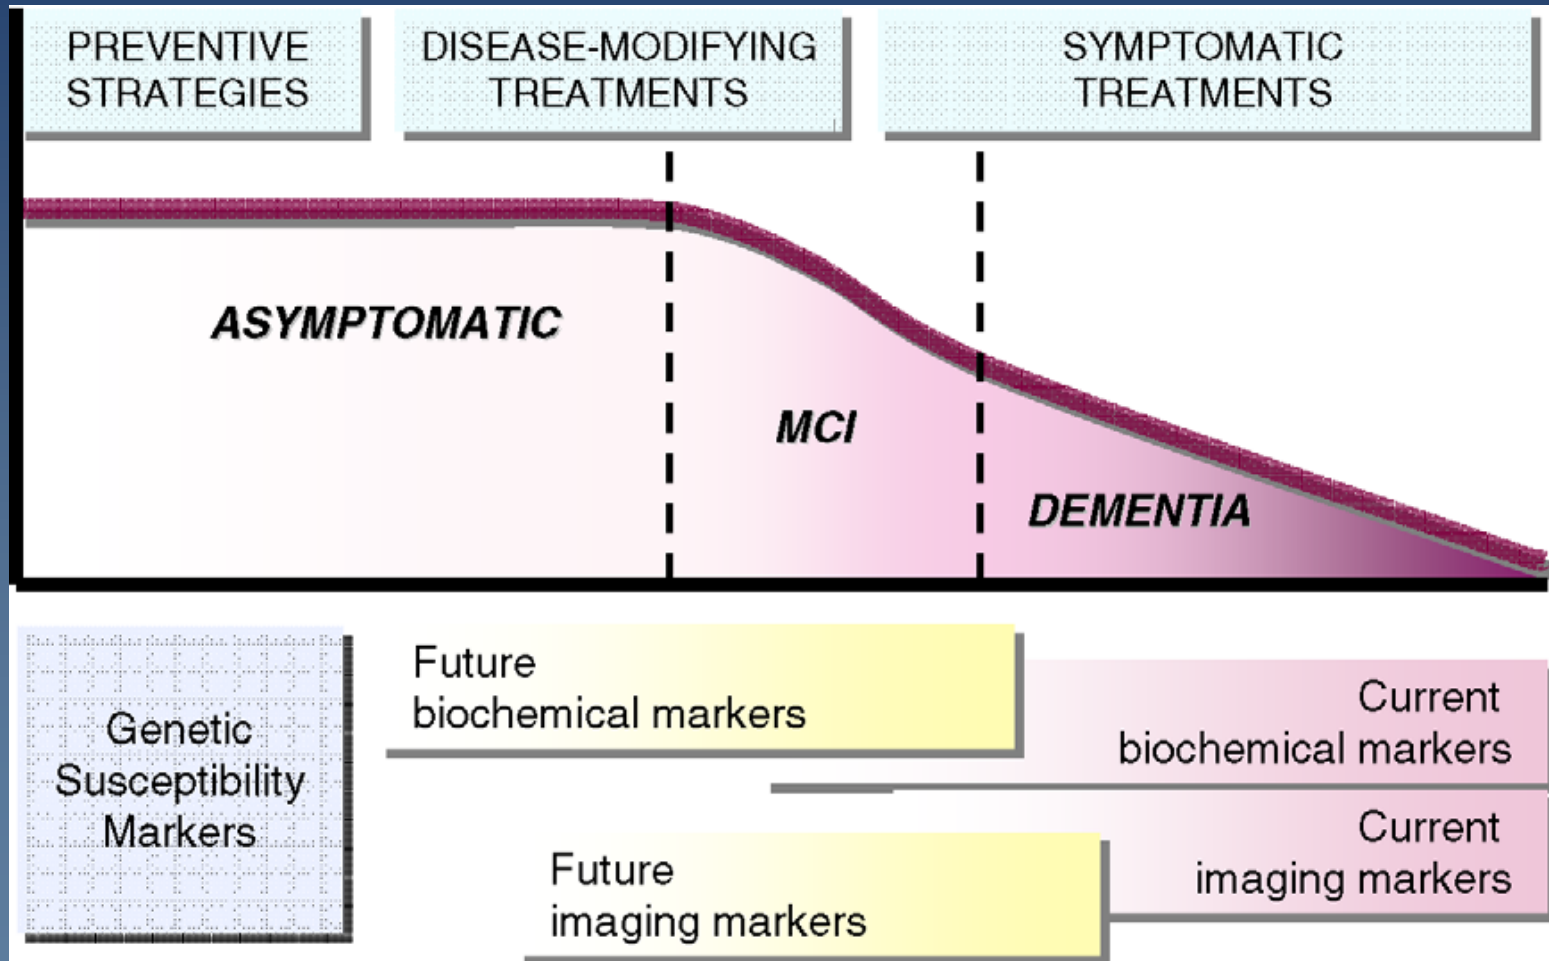 PREVENTIVE
STRATEGIES
DISEASE-MODIFYING
TREATMENTS
SYMPTOMATIC
TREATMENTS
ASYMPTOMATIC
MCI
DEMENTIA
Genetic
Susceptibility
Markers
Future
biochemical markers
Current
biochemical markers
Future
imaging markers
Current
imaging markers